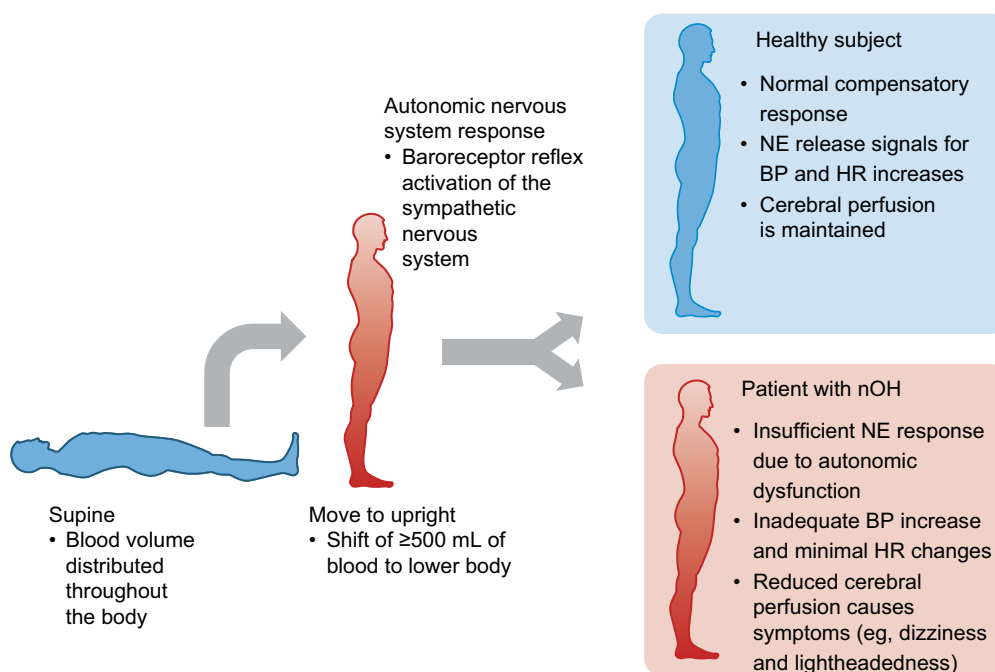 Supine
• Blood volume
distributed
throughout
the body
Move to upright
• Shift of ≥500 mL of
blood to lower body
Autonomic nervous
system response
• Baroreceptor reflex
activation of the
sympathetic
nervous
system
Healthy subject
• Normal compensatory
response
• NE release signals for
BP and HR increases
• Cerebral perfusion
is maintained
Patient with nOH
• Insufficient NE response
due to autonomic
dysfunction
• Inadequate BP increase
and minimal HR changes
• Reduced cerebral
perfusion causes
symptoms (eg, dizziness
and lightheadedness)